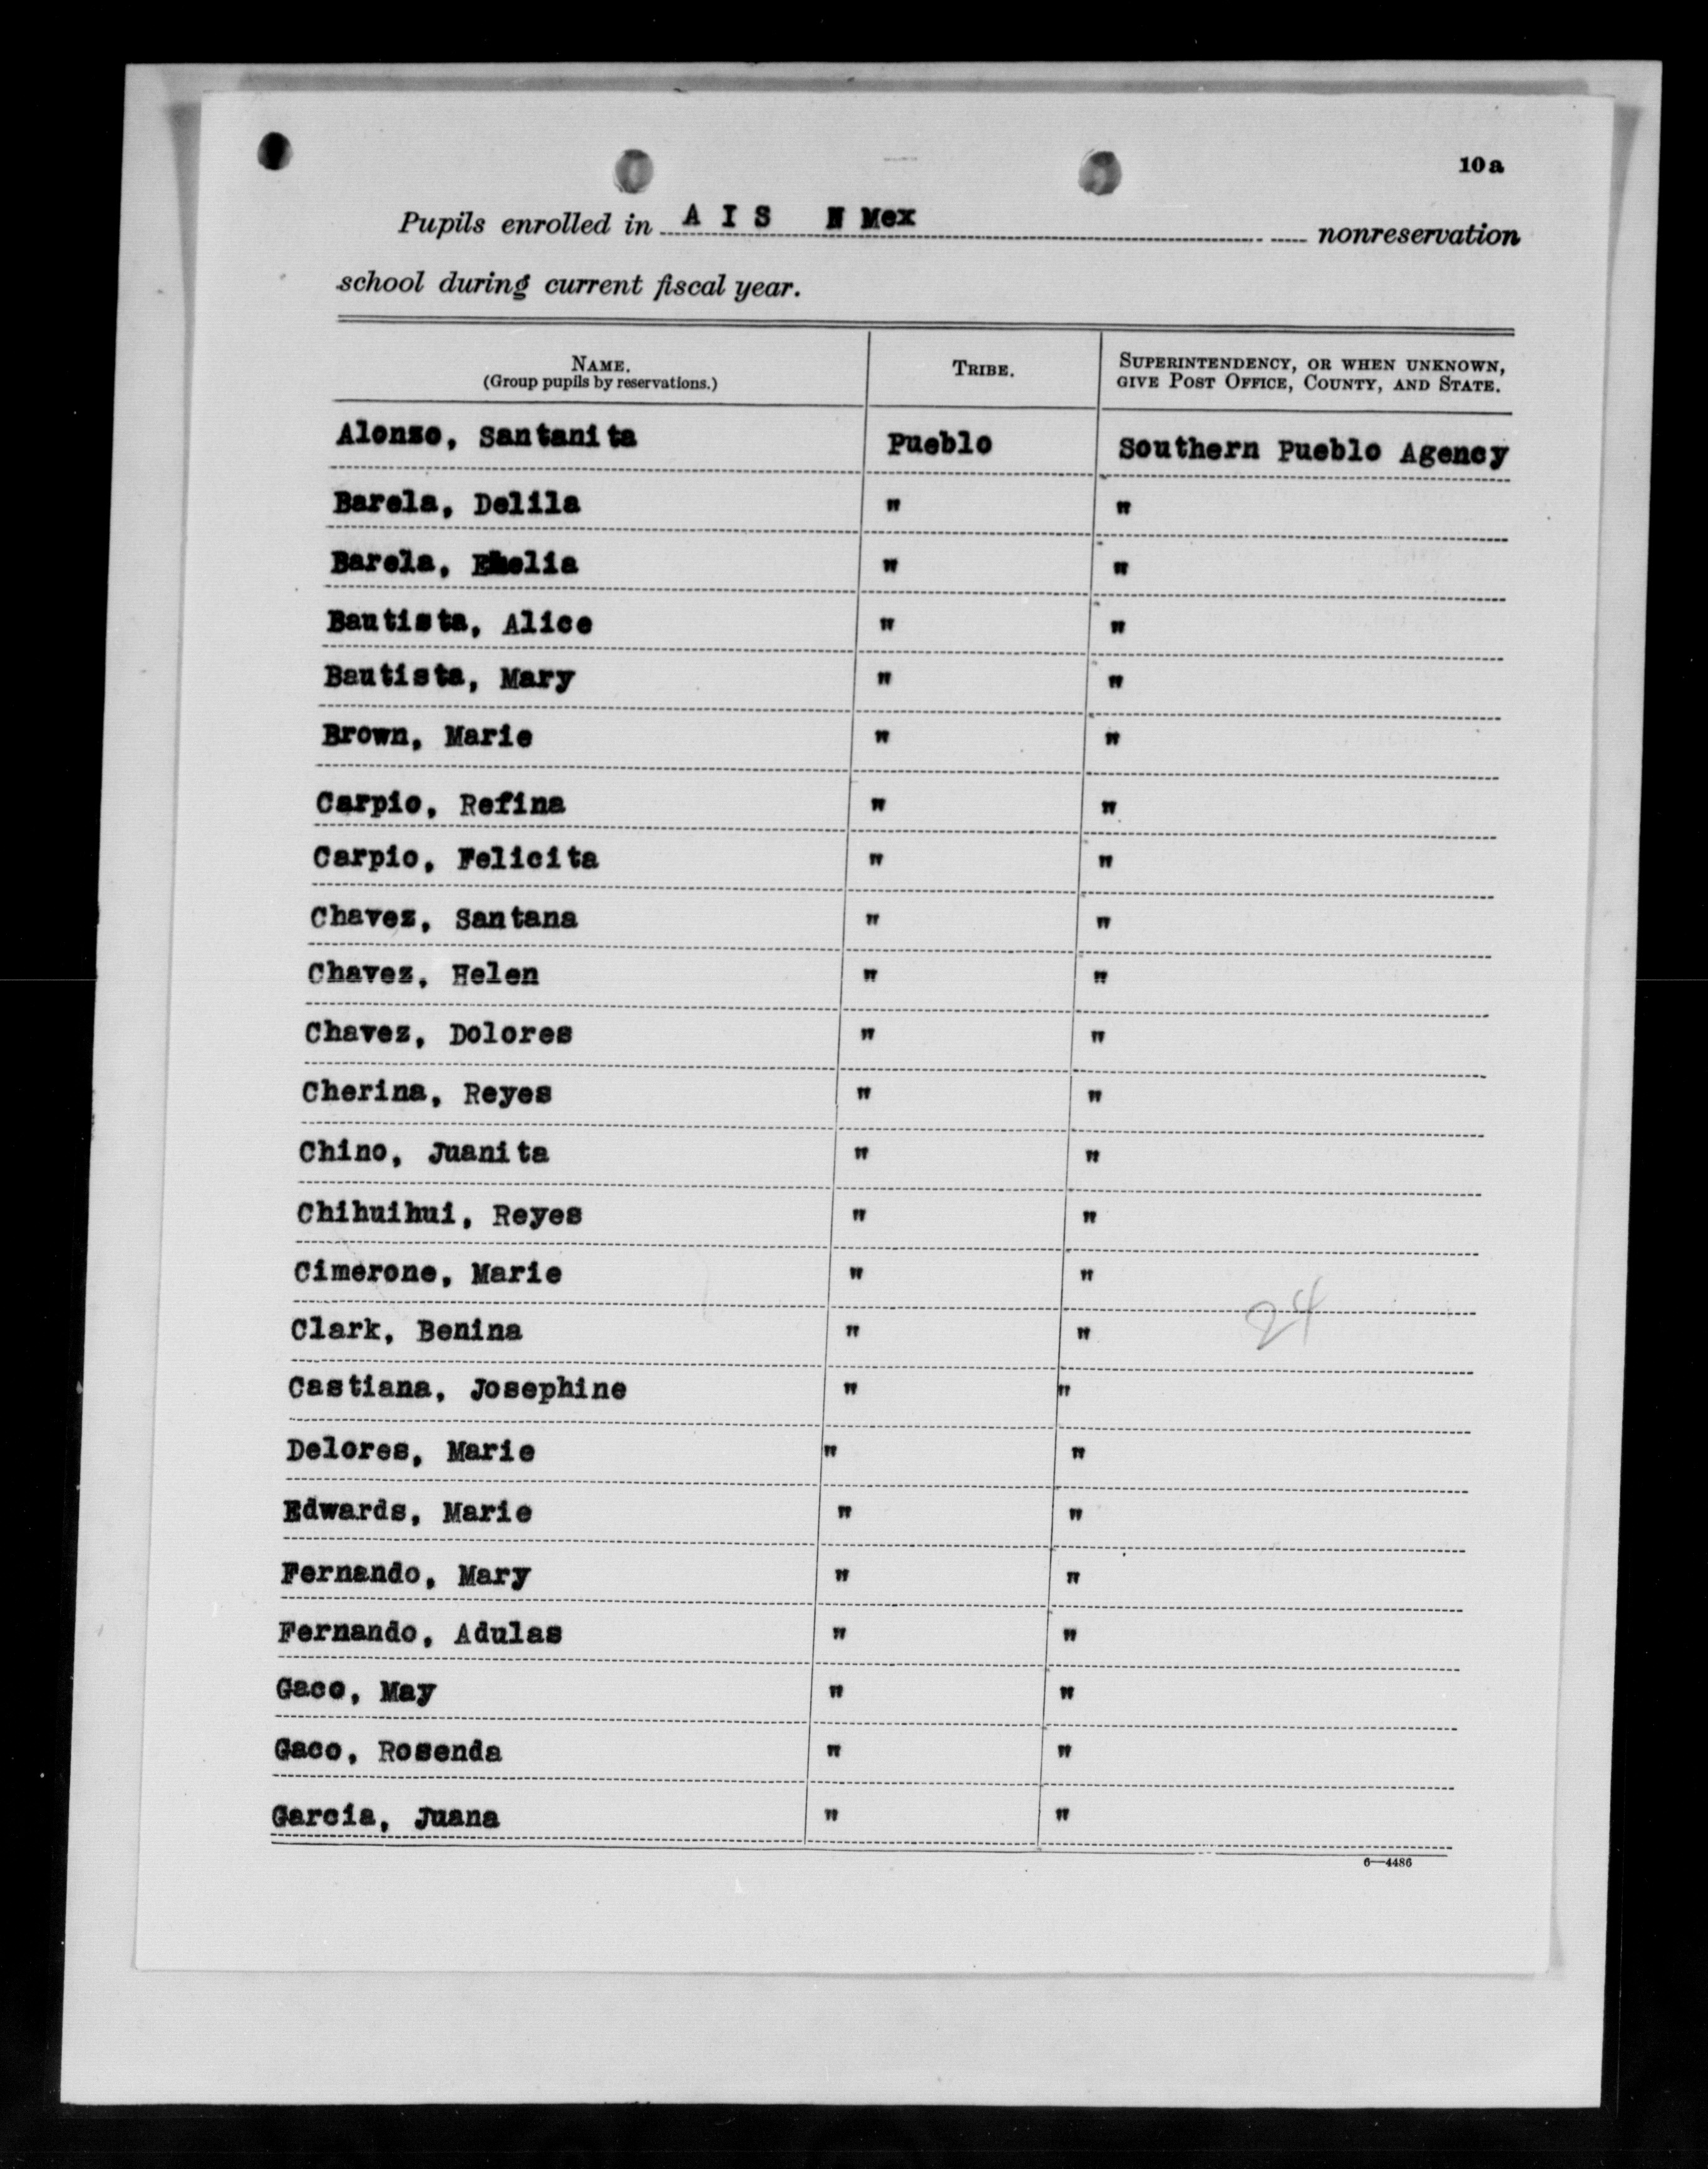 10a
Pupils enrolled in A I S N Mex nonreservation
school during current fiscal year.
NAME. TRIBE. SUPERINTENDENCY, OR WHEN UNKNOWN,
(Group pupils by reservations.) GIVE POST OFFICE, COUNTY, AND STATE.
Alonzo, Santanita Pueblo Southern Pueblo Agency
Barela, Delila " "
Barela, Emelia " "
Bautista, Alice " "
Bautista, Mary " "
Brown, Marie " "
Carpio, Refina " "
Carpio, Felicita " "
Chavez, Santana " "
Chavez, Helen " "
Chavez, Dolores " "
Cherina, Reyes " "
Chino, Juanita " "
Chihuihui, Reyes " "
Cimerone, Marie " "
24
Clark, Benina " "
Castiana, Josephine " "
Delores, Marie " "
Edwards, Marie " "
Fernando, Mary " "
Fernando, Adulas " "
Gaco, May " "
Gaco, Rosenda " "
Garcia, Juana " "
6—4486